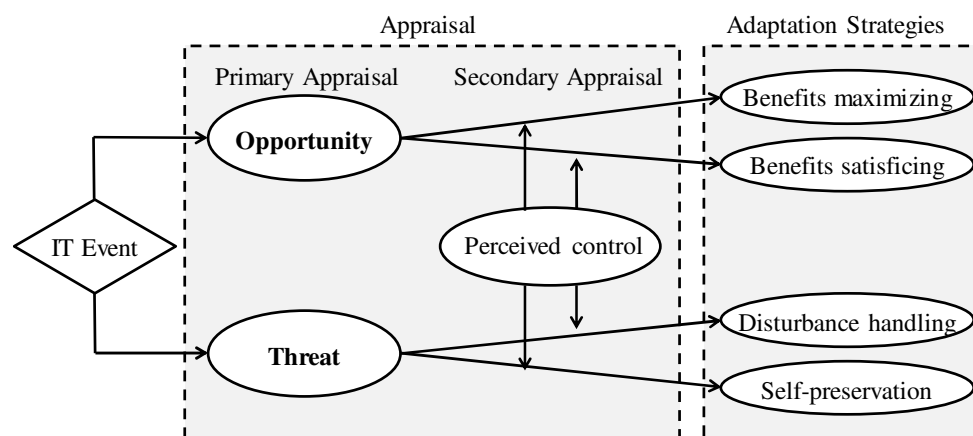 Appraisal
Adaptation Strategies
Primary Appraisal
Secondary Appraisal
Benefits maximizing
Opportunity
Benefits satisficing
IT Event
Perceived control
Disturbance handling
Threat
Self-preservation